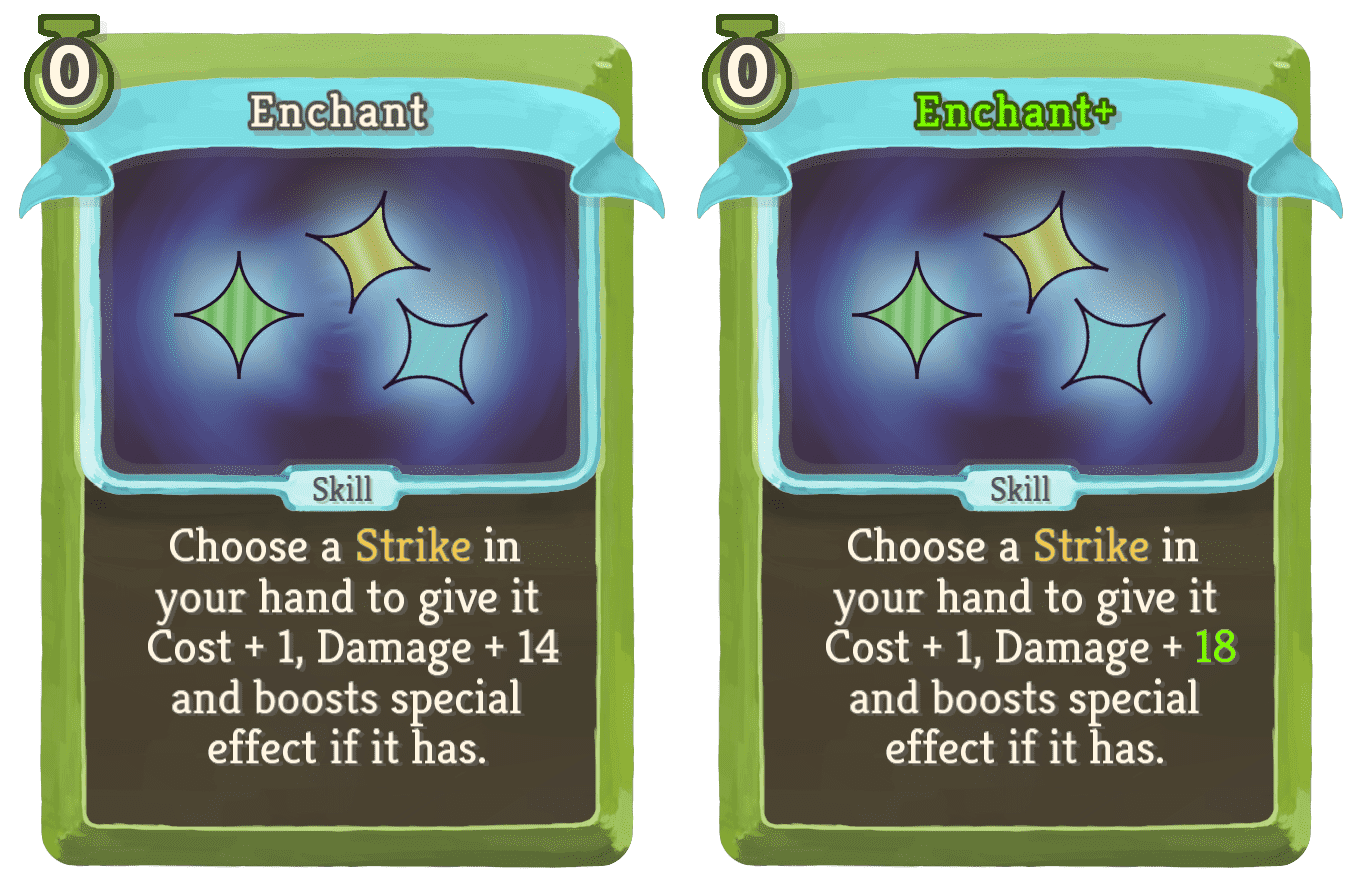 0
Enchant
Skill
Choose a Strike in
your hand to give it
Cost + 1, Damage + 14
and boosts special
effect if it has.
0
Enchant+
Skill
Choose a Strike in
your hand to give it
Cost + 1, Damage + 18
and boosts special
effect if it has.